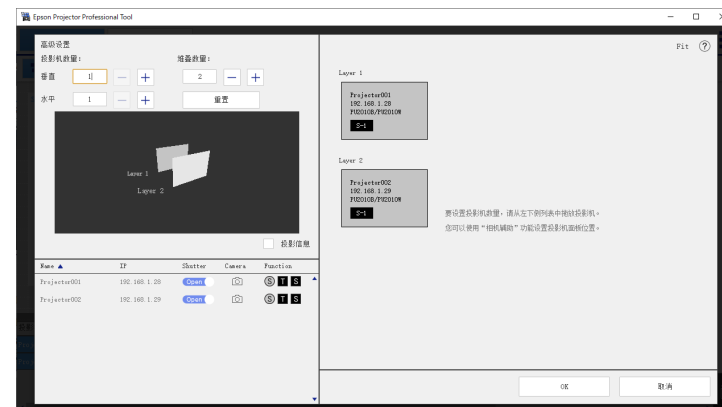 Epson Projector Professional Tool
高级设置
投影机数量：
堆叠数量：
垂直 1 2
水平 1 重置
Layer 1
Layer 2
投影信息
Name IP Shutter Camera Function
Projector001 192.168.1.28 Open S T S
Projector002 192.168.1.29 Open S T S
Fit ?
Layer 1
Projector001
192.168.1.28
PU2010B/PU2010W
S-1
Layer 2
Projector002
192.168.1.29
PU2010B/PU2010W
S-1
要设置投影机数量，请从左下侧列表中拖放投影机。
您可以使用“相机辅助”功能设置投影机面板位置。
OK 取消